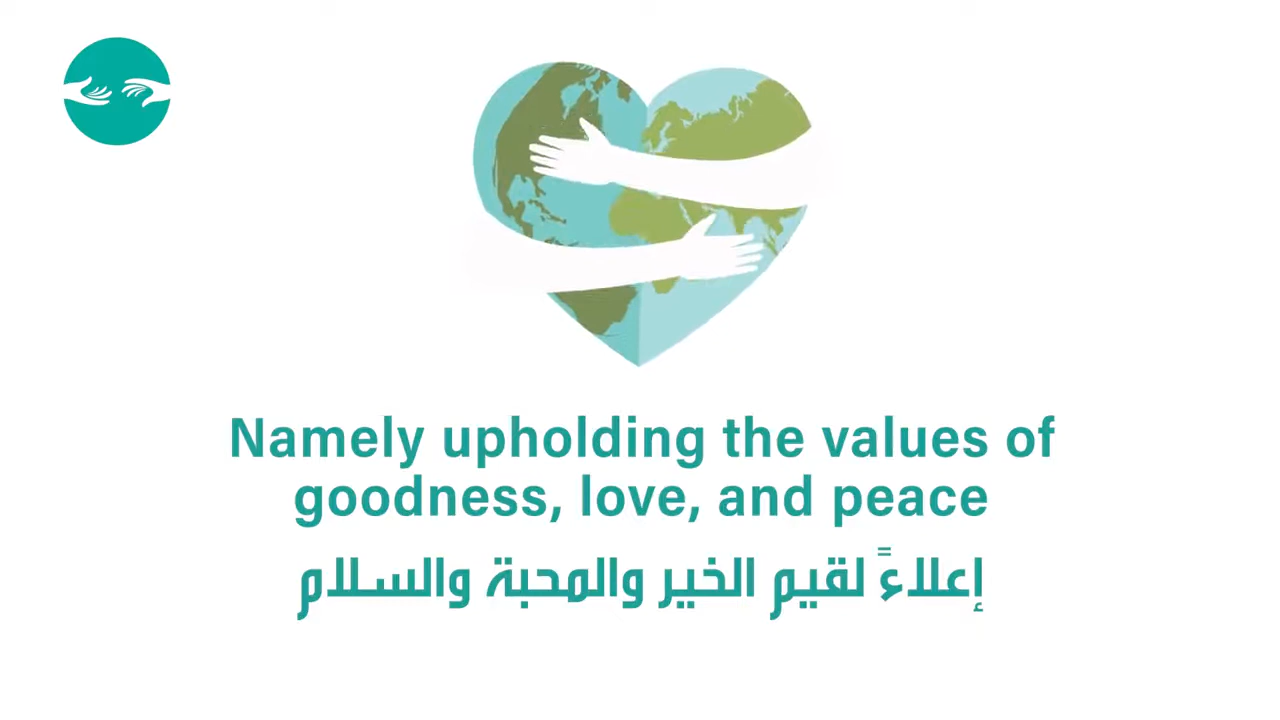 Namely upholding the values of
goodness, love, and peace
إعلاءً لقيم الخير والمحبة والسلام